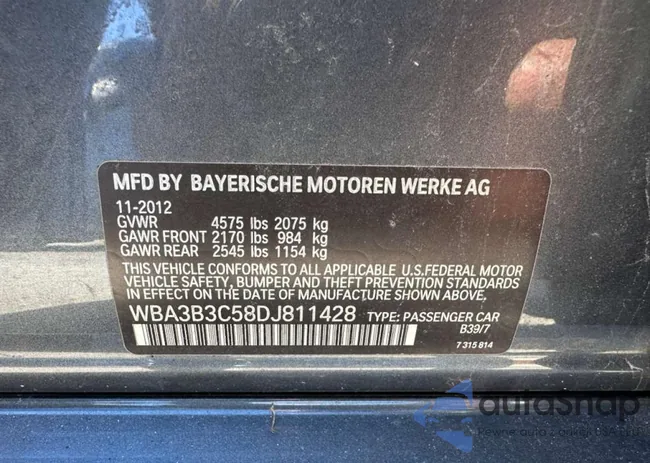 MFD BY BAYERISCHE MOTOREN WERKE AG
11-2012
GVWR 4575 lbs 2075 kg
GAWR FRONT 2170 lbs 984 kg
GAWR REAR 2545 lbs 1154 kg
THIS VEHICLE CONFORMS TO ALL APPLICABLE U.S.FEDERAL MOTOR
VEHICLE SAFETY, BUMPER AND THEFT PREVENTION STANDARDS
IN EFFECT ON THE DATE OF MANUFACTURE SHOWN ABOVE.
WBA3B3C58DJ811428 TYPE: PASSENGER CAR
B39/7
7 315 814
autoSnap